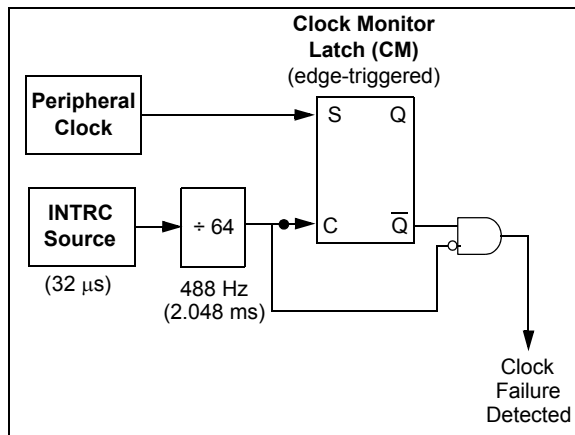 Clock Monitor
Latch (CM)
(edge-triggered)
Peripheral
Clock
S Q
INTRC
Source
÷ 64
C Q̅
(32 μs)
488 Hz
(2.048 ms)
Clock
Failure
Detected